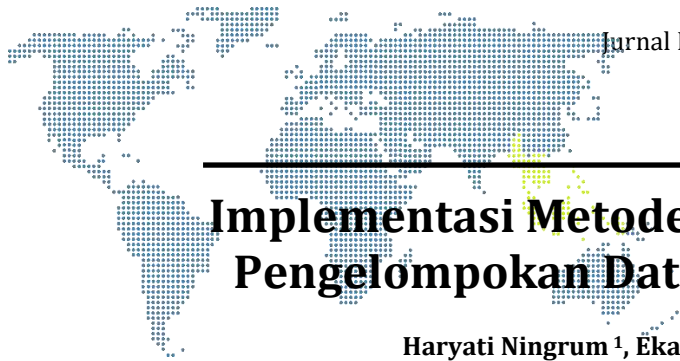 Jurnal
Implementasi Metode
Pengelompokan Dat
Haryati Ningrum ¹, Eka